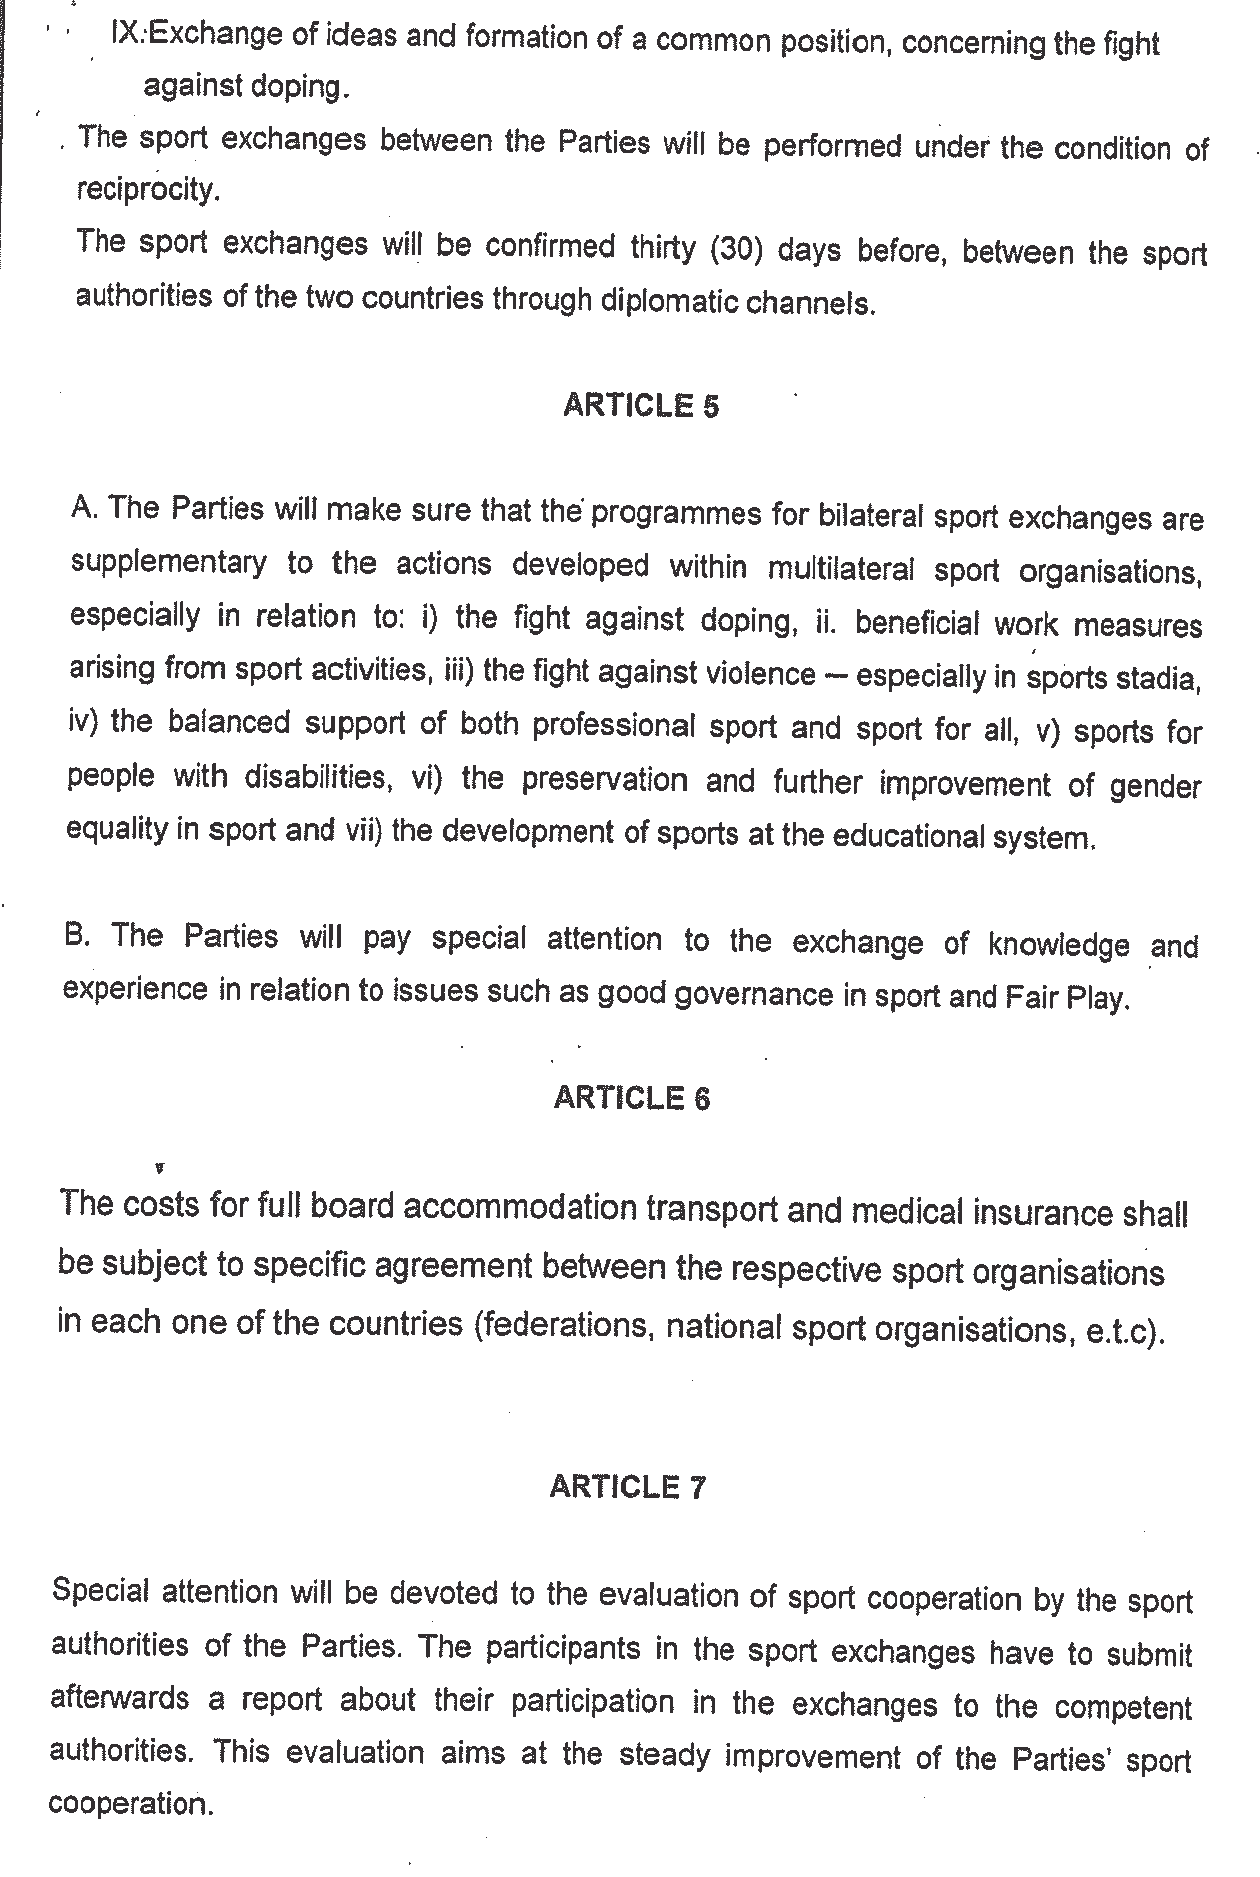 IX. Exchange of ideas and formation of a common position, concerning the fight
against doping.
The sport exchanges between the Parties will be performed under the condition of
reciprocity.
The sport exchanges will be confirmed thirty (30) days before, between the sport
authorities of the two countries through diplomatic channels.
ARTICLE 5
A. The Parties will make sure that the programmes for bilateral sport exchanges are
supplementary to the actions developed within multilateral sport organisations,
especially in relation to: i) the fight against doping, ii. beneficial work measures
arising from sport activities, iii) the fight against violence – especially in sports stadia,
iv) the balanced support of both professional sport and sport for all, v) sports for
people with disabilities, vi) the preservation and further improvement of gender
equality in sport and vii) the development of sports at the educational system.
B. The Parties will pay special attention to the exchange of knowledge and
experience in relation to issues such as good governance in sport and Fair Play.
ARTICLE 6
The costs for full board accommodation transport and medical insurance shall
be subject to specific agreement between the respective sport organisations
in each one of the countries (federations, national sport organisations, e.t.c).
ARTICLE 7
Special attention will be devoted to the evaluation of sport cooperation by the sport
authorities of the Parties. The participants in the sport exchanges have to submit
afterwards a report about their participation in the exchanges to the competent
authorities. This evaluation aims at the steady improvement of the Parties' sport
cooperation.